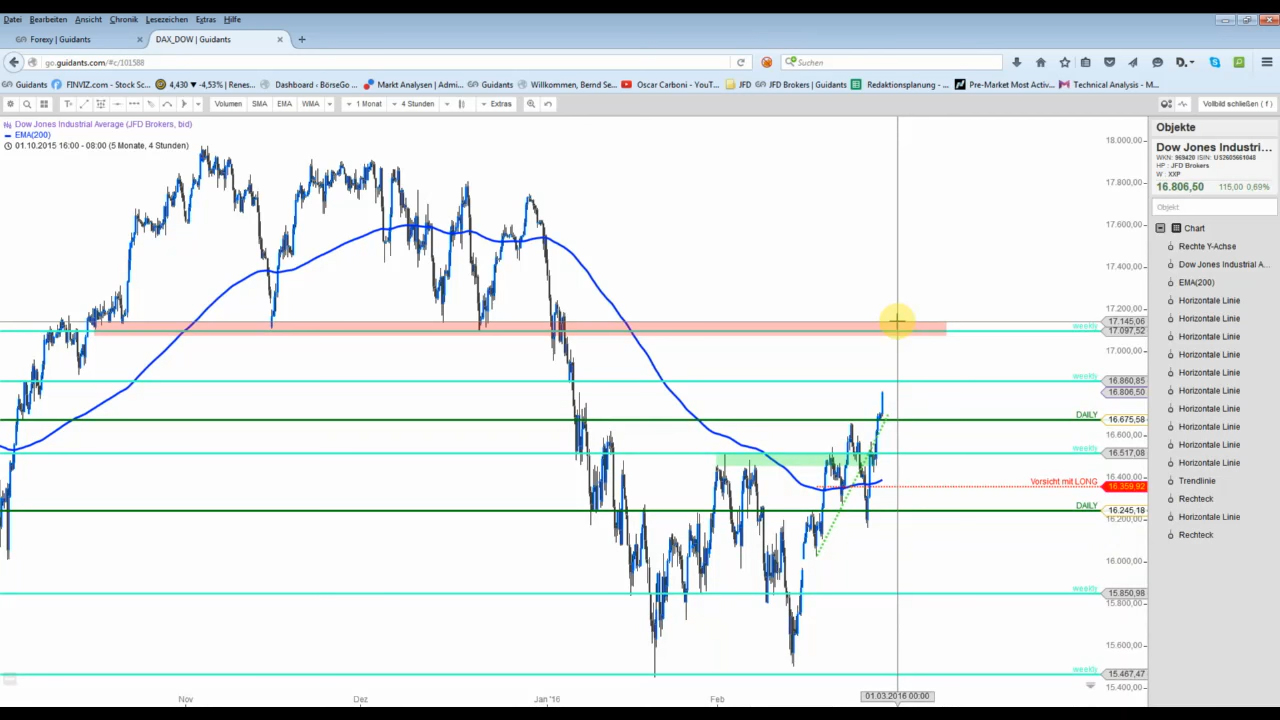 Datei Bearbeiten Ansicht Chronik Lesezeichen Extras Hilfe
Forexy | Guidants × DAX_DOW | Guidants × +
go.guidants.com/#c/101588 Suchen
Guidants FINVIZ.com - Stock Sc... 4,430 ▼ -4,53% | Renes... Dashboard ‹ BörseGo ... Markt Analysen | Admi... Guidants Willkommen, Bernd Se... Oscar Carboni - YouT... JFD JFD Brokers | Guidants Redaktionsplanung - ... Pre-Market Most Activ... Technical Analysis - M...
Volumen SMA EMA WMA 1 Monat 4 Stunden Extras Vollbild schließen ( f )
Dow Jones Industrial Average (JFD Brokers, bid)
EMA(200)
01.10.2015 16:00 - 08:00 (5 Monate, 4 Stunden)
18.000,00
17.800,00
17.600,00
17.400,00
17.200,00
17.145,06
weekly 17.097,52
17.000,00
weekly 16.860,85
16.806,50
DAILY 16.675,58
16.600,00
weekly 16.517,08
16.400,00
Vorsicht mit LONG 16.359,92
DAILY 16.245,18
16.200,00
16.000,00
weekly 15.850,98
15.800,00
15.600,00
weekly 15.467,47
15.400,00
Nov Dez Jan '16 Feb 01.03.2016 00:00
Objekte
Dow Jones Industri...
WKN: 969420 ISIN: US2605661048
HP : JFD Brokers
W : XXP
16.806,50 115,00 0,69%
Objekt
Chart
Rechte Y-Achse
Dow Jones Industrial A...
EMA(200)
Horizontale Linie
Horizontale Linie
Horizontale Linie
Horizontale Linie
Horizontale Linie
Horizontale Linie
Horizontale Linie
Horizontale Linie
Horizontale Linie
Horizontale Linie
Trendlinie
Rechteck
Horizontale Linie
Rechteck